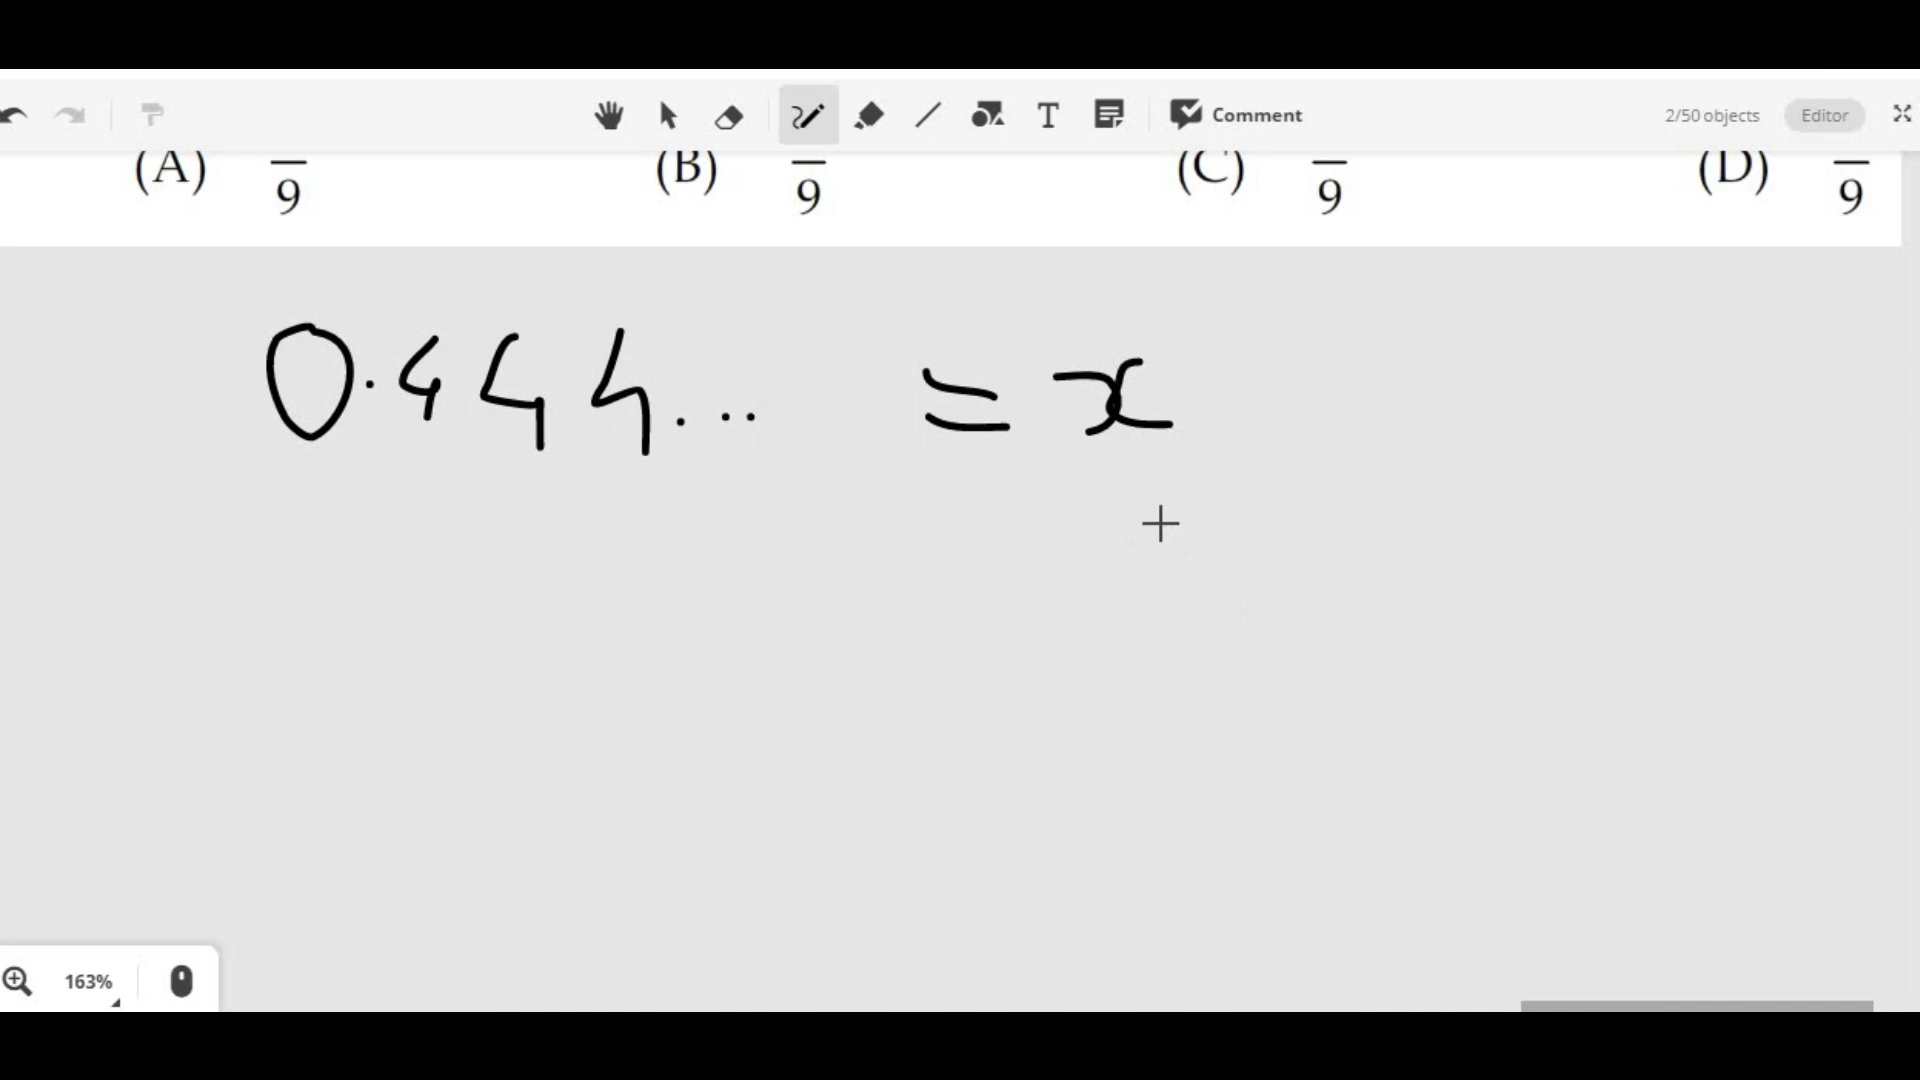 Comment 2/50 objects Editor
(A) 9 (B) 9 (C) 9 (D) 9
0.444... = x
163%